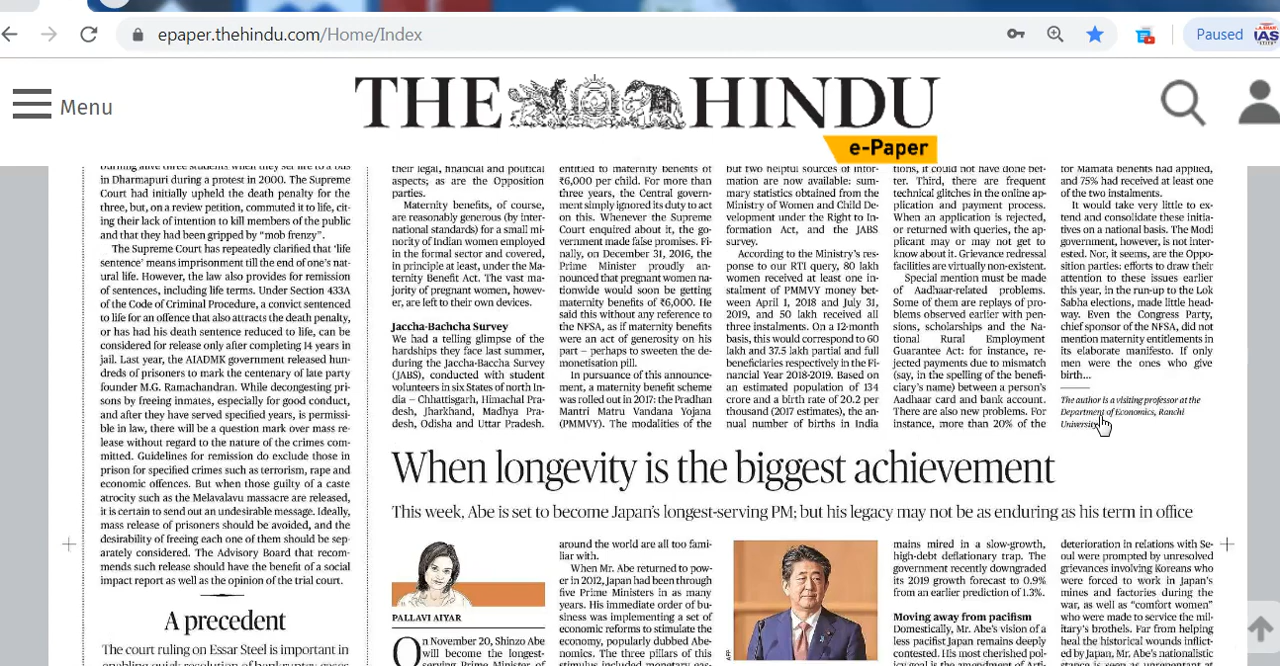 epaper.thehindu.com/Home/Index
Paused
IAS
Menu
THE HINDU
e-Paper
in Dharmapuri during a protest in 2000. The Supreme
Court had initially upheld the death penalty for the
three, but, on a review petition, commuted it to life, citing
their lack of intention to kill members of the public
and that they had been gripped by “mob frenzy”.
The Supreme Court has repeatedly clarified that ‘life
sentence’ means imprisonment till the end of one’s nat-
ural life. However, the law also provides for remission
of sentences, including life terms. Under Section 433A
of the Code of Criminal Procedure, a convict sentenced
to life for an offence that also attracts the death penalty,
or has had his death sentence reduced to life, can be
considered for release only after completing 14 years in
jail. Last year, the AIADMK government released hun-
dreds of prisoners to mark the centenary of late party
founder M.G. Ramachandran. While decongesting pri-
sons by freeing inmates, especially for good conduct,
and after they have served specified years, is permissi-
ble in law, there will be a question mark over mass re-
lease without regard to the nature of the crimes com-
mitted. Guidelines for remission do exclude those in
prison for specified crimes such as terrorism, rape and
economic offences. But when those guilty of a caste
atrocity such as the Melavalavu massacre are released,
it is certain to send out an undesirable message. Ideally,
mass release of prisoners should be avoided, and the
desirability of freeing each one of them should be sep-
arately considered. The Advisory Board that recom-
mends such release should have the benefit of a social
impact report as well as the opinion of the trial court.
A precedent
The court ruling on Essar Steel is important in
their legal, financial and political
aspects; as are the Opposition
parties.
Maternity benefits, of course,
are reasonably generous (by inter-
national standards) for a small mi-
nority of Indian women employed
in the formal sector and covered,
in principle at least, under the Ma-
ternity Benefit Act. The vast ma-
jority of pregnant women, howev-
er, are left to their own devices.
Jaccha-Bachcha Survey
We had a telling glimpse of the
hardships they face last summer,
during the Jaccha-Baccha Survey
(JABS), conducted with student
volunteers in six States of north In-
dia – Chhattisgarh, Himachal Pra-
desh, Jharkhand, Madhya Pra-
desh, Odisha and Uttar Pradesh.
entitled to maternity benefits of
₹6,000 per child. For more than
three years, the Central govern-
ment simply ignored its duty to act
on this. Whenever the Supreme
Court enquired about it, the go-
vernment made false promises. Fi-
nally, on December 31, 2016, the
Prime Minister proudly an-
nounced that pregnant women na-
tionwide would soon be getting
maternity benefits of ₹6,000. He
said this without any reference to
the NFSA, as if maternity benefits
were an act of generosity on his
part – perhaps to sweeten the de-
monetisation pill.
In pursuance of this announce-
ment, a maternity benefit scheme
was rolled out in 2017: the Pradhan
Mantri Matru Vandana Yojana
(PMMVY). The modalities of the
but two helpful sources of infor-
mation are now available: sum-
mary statistics obtained from the
Ministry of Women and Child De-
velopment under the Right to In-
formation Act, and the JABS
survey.
According to the Ministry’s res-
ponse to our RTI query, 80 lakh
women received at least one in-
stalment of PMMVY money bet-
ween April 1, 2018 and July 31,
2019, and 50 lakh received all
three instalments. On a 12-month
basis, this would correspond to 60
lakh and 37.5 lakh partial and full
beneficiaries respectively in the Fi-
nancial Year 2018-2019. Based on
an estimated population of 134
crore and a birth rate of 20.2 per
thousand (2017 estimates), the an-
nual number of births in India
tions, it could not have done bet-
ter. Third, there are frequent
technical glitches in the online ap-
plication and payment process.
When an application is rejected,
or returned with queries, the ap-
plicant may or may not get to
know about it. Grievance redressal
facilities are virtually non-existent.
Special mention must be made
of Aadhaar-related problems.
Some of them are replays of pro-
blems observed earlier with pen-
sions, scholarships and the Na-
tional Rural Employment
Guarantee Act: for instance, re-
jected payments due to mismatch
(say, in the spelling of the benefi-
ciary’s name) between a person’s
Aadhaar card and bank account.
There are also new problems. For
instance, more than 20% of the
for Mamata benefits had applied,
and 75% had received at least one
of the two instalments.
It would take very little to ex-
tend and consolidate these initia-
tives on a national basis. The Modi
government, however, is not inter-
ested. Nor, it seems, are the Oppo-
sition parties: efforts to draw their
attention to these issues earlier
this year, in the run-up to the Lok
Sabha elections, made little head-
way. Even the Congress Party,
chief sponsor of the NFSA, did not
mention maternity entitlements in
its elaborate manifesto. If only
men were the ones who give
birth...
The author is a visiting professor at the
Department of Economics, Ranchi
University
When longevity is the biggest achievement
This week, Abe is set to become Japan’s longest-serving PM; but his legacy may not be as enduring as his term in office
PALLAVI AIYAR
On November 20, Shinzo Abe
will become the longest-
serving Prime Minister of
around the world are all too fami-
liar with.
When Mr. Abe returned to pow-
er in 2012, Japan had been through
five Prime Ministers in as many
years. His immediate order of bu-
siness was implementing a set of
economic reforms to stimulate the
economy, popularly dubbed Abe-
nomics. The three pillars of this
AFP
mains mired in a slow-growth,
high-debt deflationary trap. The
government recently downgraded
its 2019 growth forecast to 0.9%
from an earlier prediction of 1.3%.
Moving away from pacifism
Domestically, Mr. Abe’s vision of a
less pacifist Japan remains deeply
contested. His most cherished pol-
deterioration in relations with Se-
oul were prompted by unresolved
grievances involving Koreans who
were forced to work in Japan’s
mines and factories during the
war, as well as “comfort women”
who were made to service the mil-
itary’s brothels. Far from helping
heal the historical wounds inflict-
ed by Japan, Mr. Abe’s nationalistic